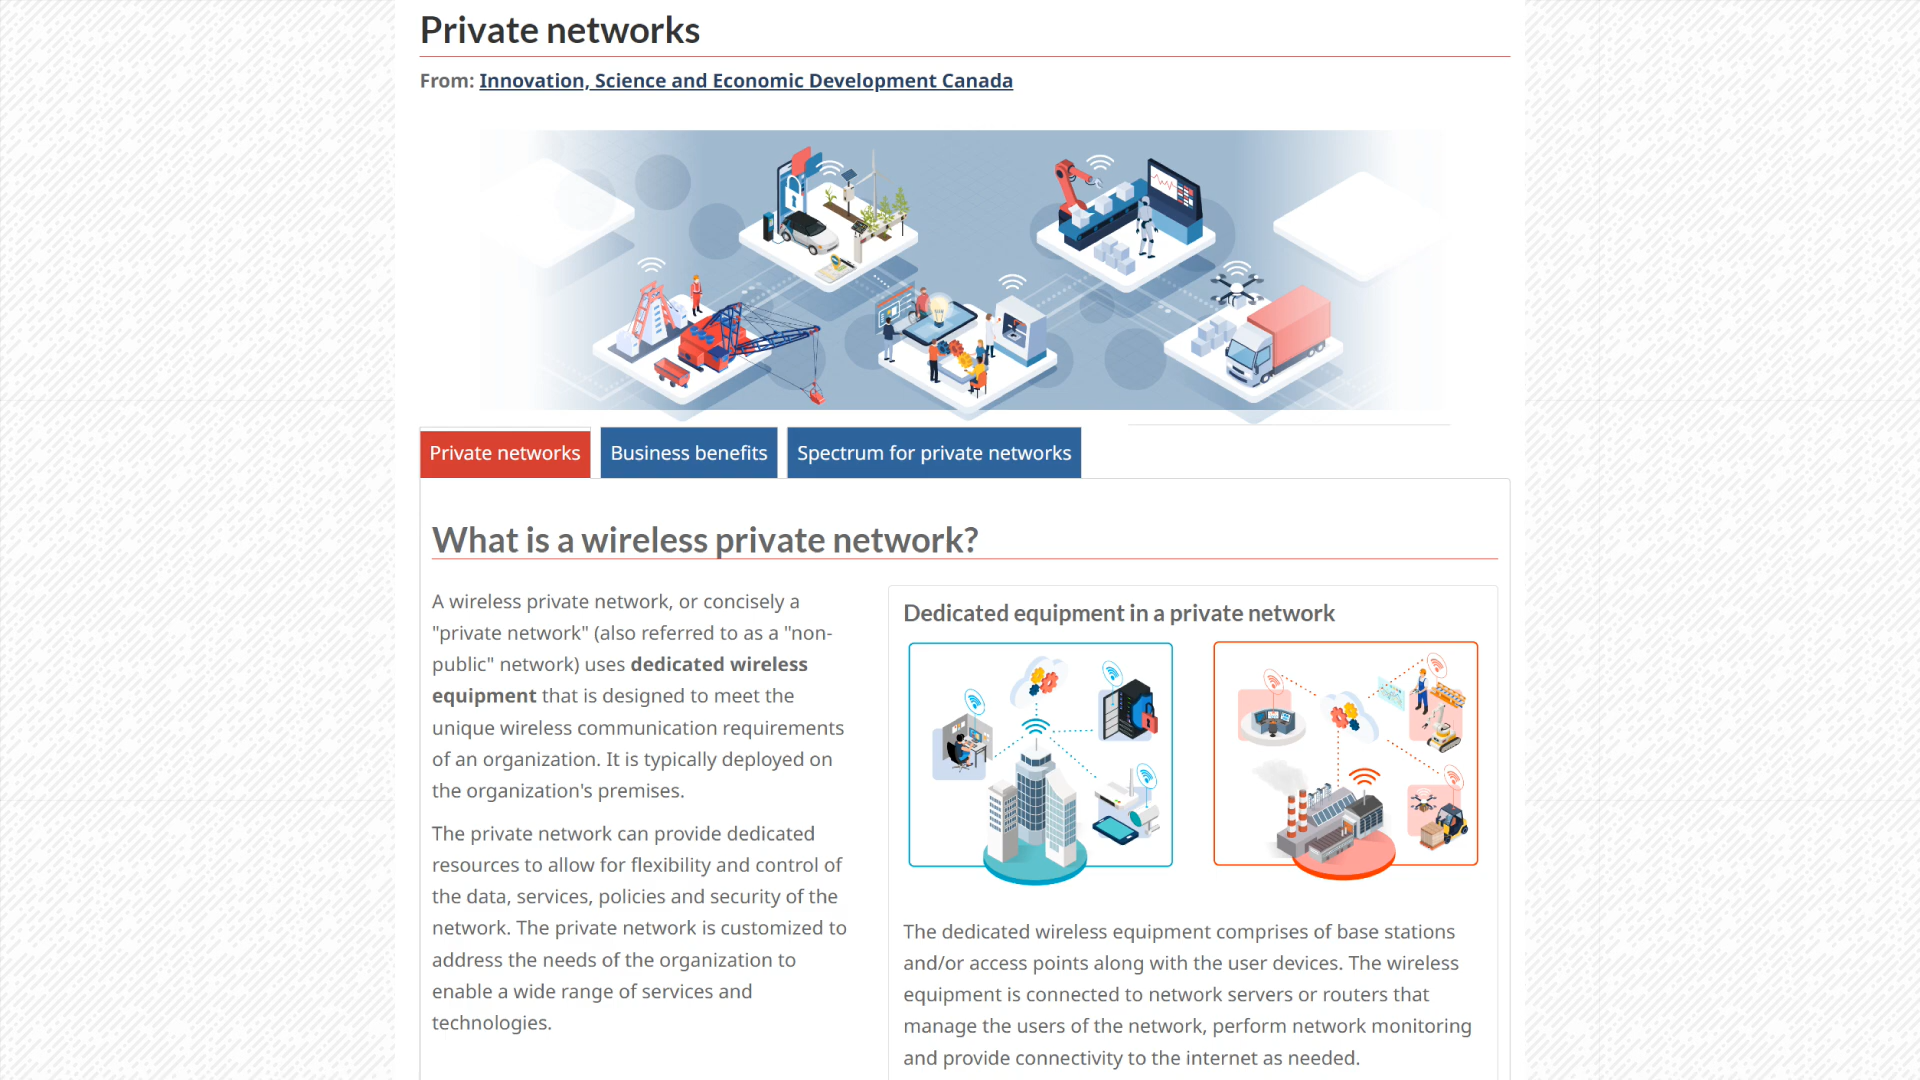 Private networks
From: Innovation, Science and Economic Development Canada
Private networks
Business benefits
Spectrum for private networks
What is a wireless private network?
A wireless private network, or concisely a
"private network" (also referred to as a "non-
public" network) uses dedicated wireless
equipment that is designed to meet the
unique wireless communication requirements
of an organization. It is typically deployed on
the organization's premises.
The private network can provide dedicated
resources to allow for flexibility and control of
the data, services, policies and security of the
network. The private network is customized to
address the needs of the organization to
enable a wide range of services and
technologies.
Dedicated equipment in a private network
The dedicated wireless equipment comprises of base stations
and/or access points along with the user devices. The wireless
equipment is connected to network servers or routers that
manage the users of the network, perform network monitoring
and provide connectivity to the internet as needed.